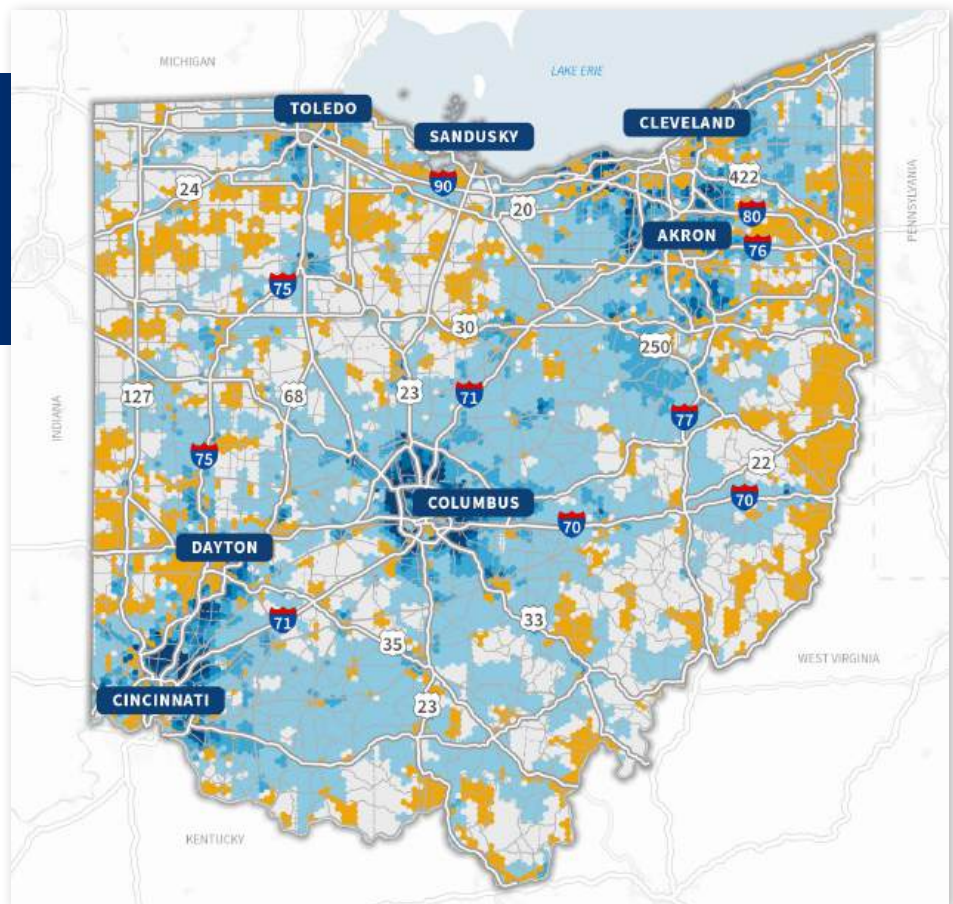 MICHIGAN
LAKE ERIE
TOLEDO
SANDUSKY
CLEVELAND
24
90
20
422
80
AKRON
76
PENNSYLVANIA
75
30
250
127
68
23
71
77
INDIANA
75
22
COLUMBUS
70
70
DAYTON
71
35
33
WEST VIRGINIA
CINCINNATI
23
KENTUCKY